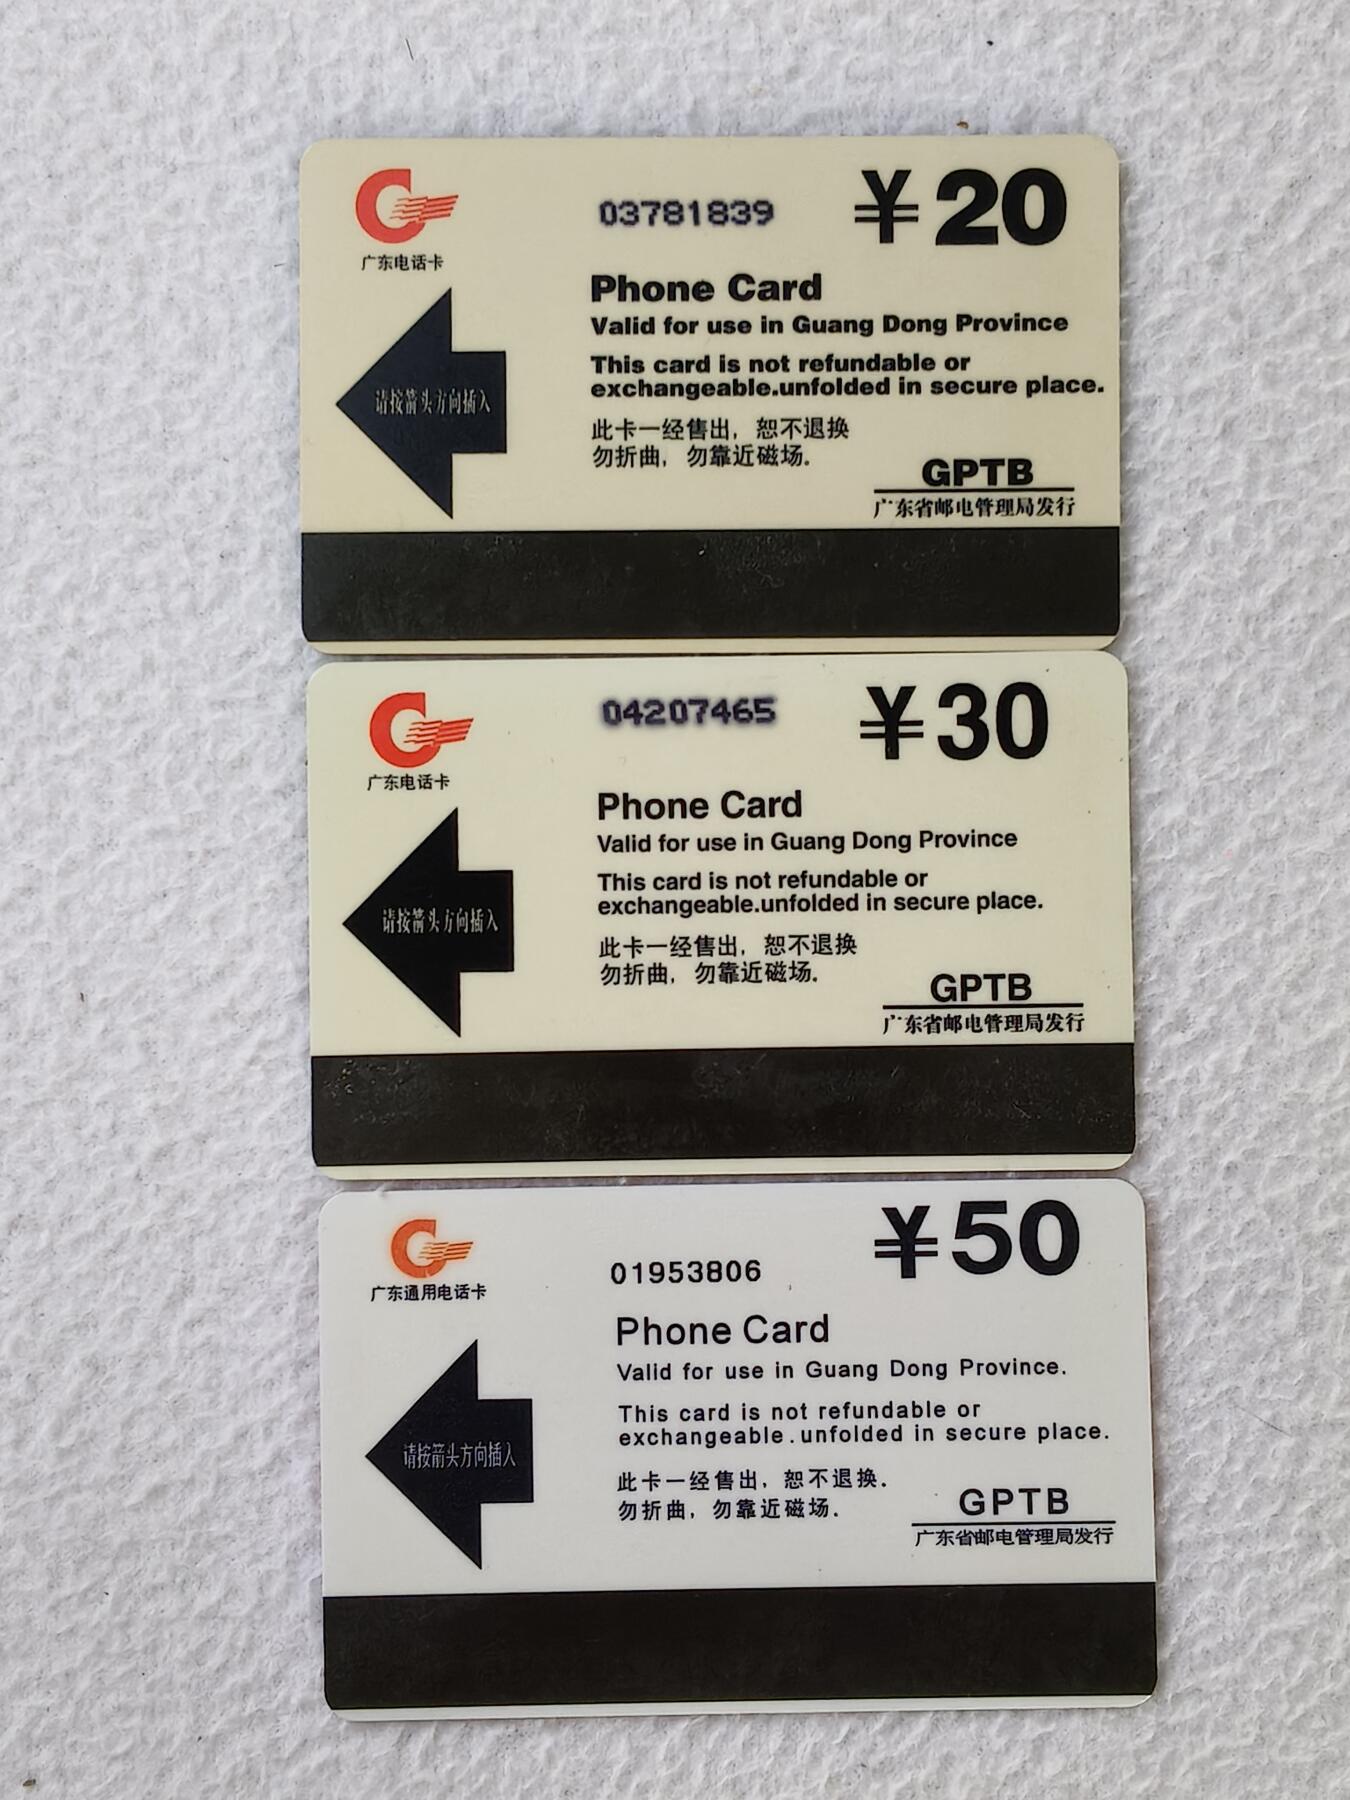 广东电话卡
03781839
¥20
Phone Card
Valid for use in Guang Dong Province
This card is not refundable or
exchangeable.unfolded in secure place.
请按箭头方向插入
此卡一经售出，恕不退换
勿折曲，勿靠近磁场.
GPTB
广东省邮电管理局发行
广东电话卡
04207465
¥30
Phone Card
Valid for use in Guang Dong Province
This card is not refundable or
exchangeable.unfolded in secure place.
请按箭头方向插入
此卡一经售出，恕不退换
勿折曲，勿靠近磁场.
GPTB
广东省邮电管理局发行
广东通用电话卡
01953806
¥50
Phone Card
Valid for use in Guang Dong Province.
This card is not refundable or
exchangeable.unfolded in secure place.
请按箭头方向插入
此卡一经售出，恕不退换.
勿折曲，勿靠近磁场.
GPTB
广东省邮电管理局发行